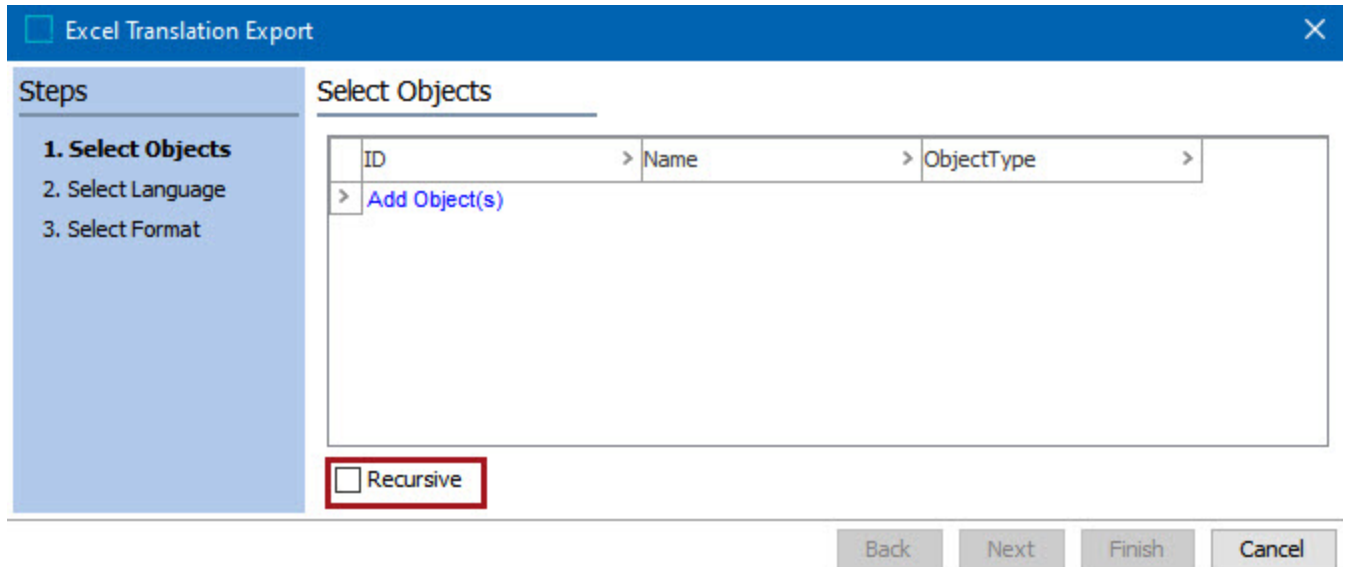 Excel Translation Export
Steps
1. Select Objects
2. Select Language
3. Select Format
Select Objects
ID > Name > ObjectType >
> Add Object(s)
Recursive
Back Next Finish Cancel